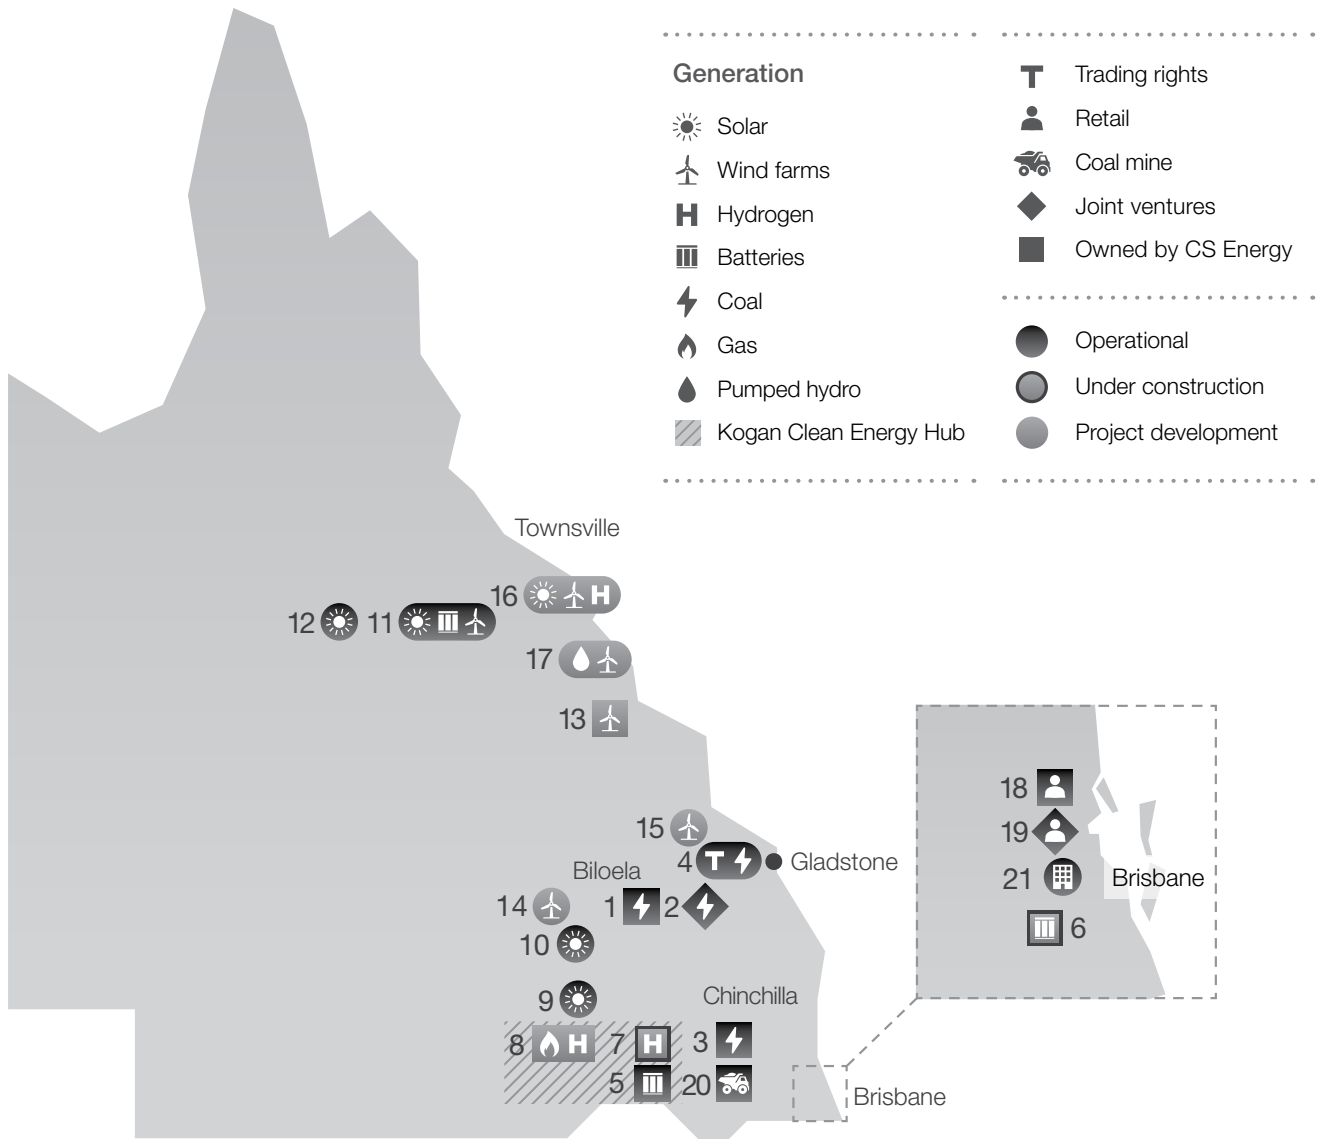 Generation
Solar
Wind farms
H Hydrogen
Batteries
Coal
Gas
Pumped hydro
Kogan Clean Energy Hub
T Trading rights
Retail
Coal mine
Joint ventures
Owned by CS Energy
Operational
Under construction
Project development
Townsville
16 H
12 11
17
13
15
4 T Gladstone
Biloela
14 1 2
10
9 Chinchilla
8 H 7 H 3
5 20
Brisbane
18
19
21 Brisbane
6